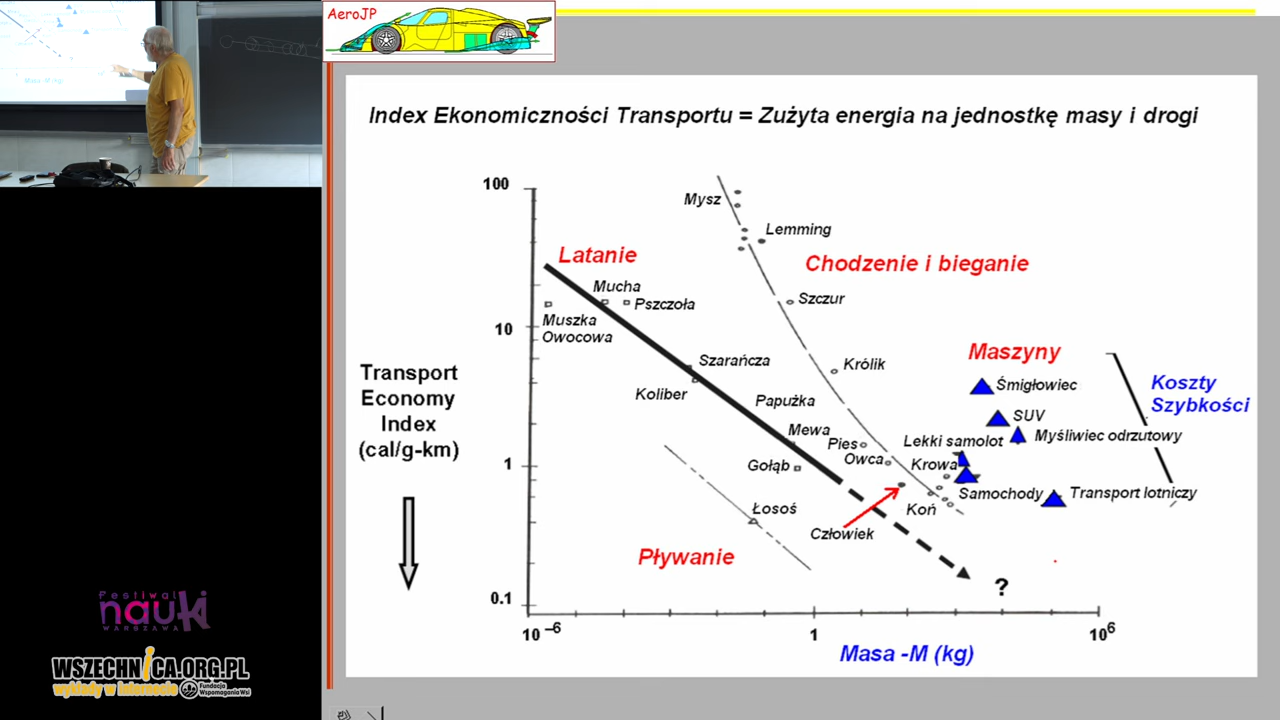 AeroJP
Index Ekonomiczności Transportu = Zużyta energia na jednostkę masy i drogi
100
Mysz
Lemming
Latanie
Chodzenie i bieganie
Mucha
Pszczoła
Szczur
Muszka
Owocowa
10
Szarańcza
Koliber
Królik
Maszyny
Śmigłowiec
Koszty
Szybkości
Transport
Economy
Index
(cal/g-km)
Papużka
SUV
Mewa
Myśliwiec odrzutowy
Pies
Lekki samolot
Gołąb
Owca
Krowa
1
Samochody
Transport lotniczy
Łosoś
Koń
Człowiek
Pływanie
?
0.1
10 –6
1
10 6
Masa -M (kg)
Festiwal
nauki
WARSZAWA
WSZECHNICA.ORG.PL
wykłady w internecie
Fundacja
Wspomagania Wsi
Masa -M (kg)